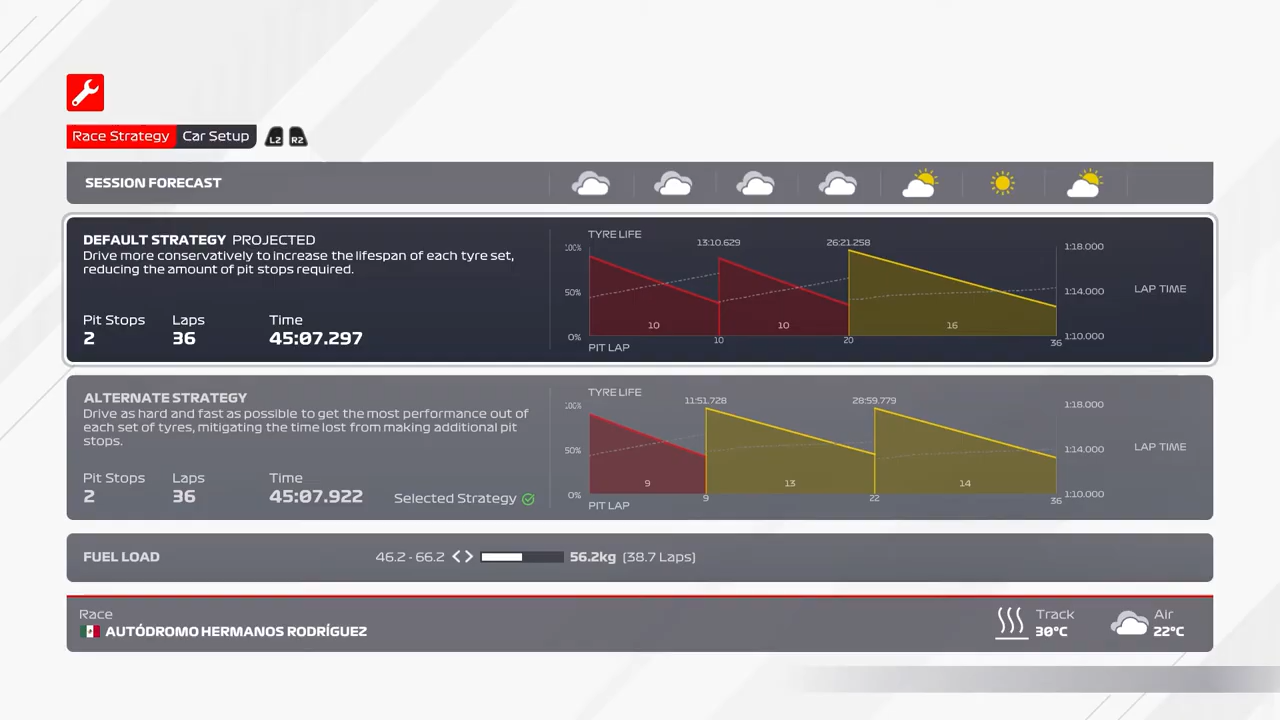 Race Strategy Car Setup L2 R2
SESSION FORECAST
DEFAULT STRATEGY PROJECTED
Drive more conservatively to increase the lifespan of each tyre set,
reducing the amount of pit stops required.
Pit Stops Laps Time
2 36 45:07.297
TYRE LIFE
13:10.629 26:21.258
100% 1:18.000
50% 1:14.000 LAP TIME
10 10 16
0% 10 20 36 1:10.000
PIT LAP
ALTERNATE STRATEGY
Drive as hard and fast as possible to get the most performance out of
each set of tyres, mitigating the time lost from making additional pit
stops.
Pit Stops Laps Time
2 36 45:07.922 Selected Strategy
TYRE LIFE
11:51.728 28:59.779
100% 1:18.000
50% 1:14.000 LAP TIME
9 13 14
0% 9 22 36 1:10.000
PIT LAP
FUEL LOAD 46.2 - 66.2 < > 56.2kg (38.7 Laps)
Race
AUTÓDROMO HERMANOS RODRÍGUEZ
Track
30°C
Air
22°C